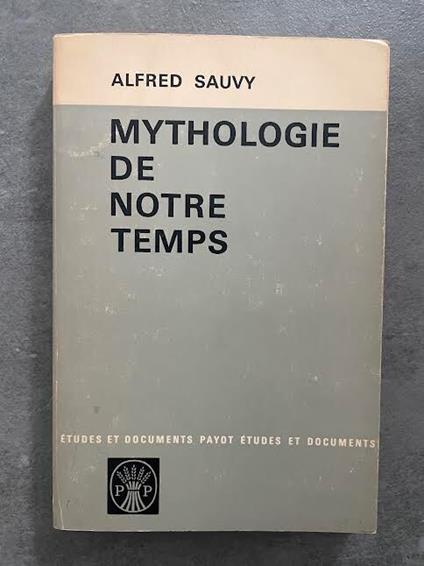 ALFRED SAUVY
MYTHOLOGIE
DE
NOTRE
TEMPS
ÉTUDES ET DOCUMENTS PAYOT ÉTUDES ET DOCUMENTS
P P